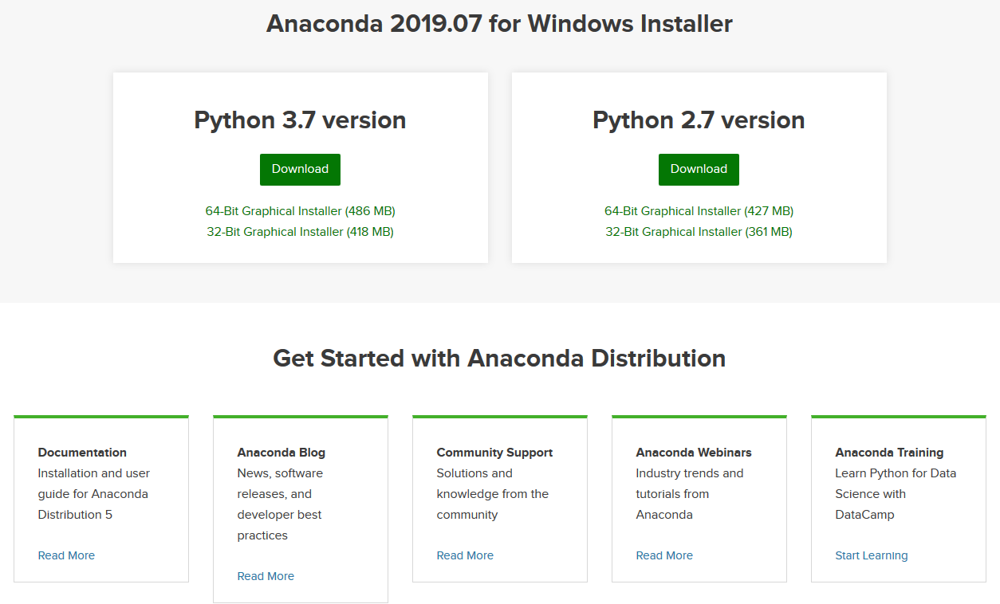 Anaconda 2019.07 for Windows Installer
Python 3.7 version
Download
64-Bit Graphical Installer (486 MB)
32-Bit Graphical Installer (418 MB)
Python 2.7 version
Download
64-Bit Graphical Installer (427 MB)
32-Bit Graphical Installer (361 MB)
Get Started with Anaconda Distribution
Documentation
Installation and user
guide for Anaconda
Distribution 5
Read More
Anaconda Blog
News, software
releases, and
developer best
practices
Read More
Community Support
Solutions and
knowledge from the
community
Read More
Anaconda Webinars
Industry trends and
tutorials from
Anaconda
Read More
Anaconda Training
Learn Python for Data
Science with
DataCamp
Start Learning